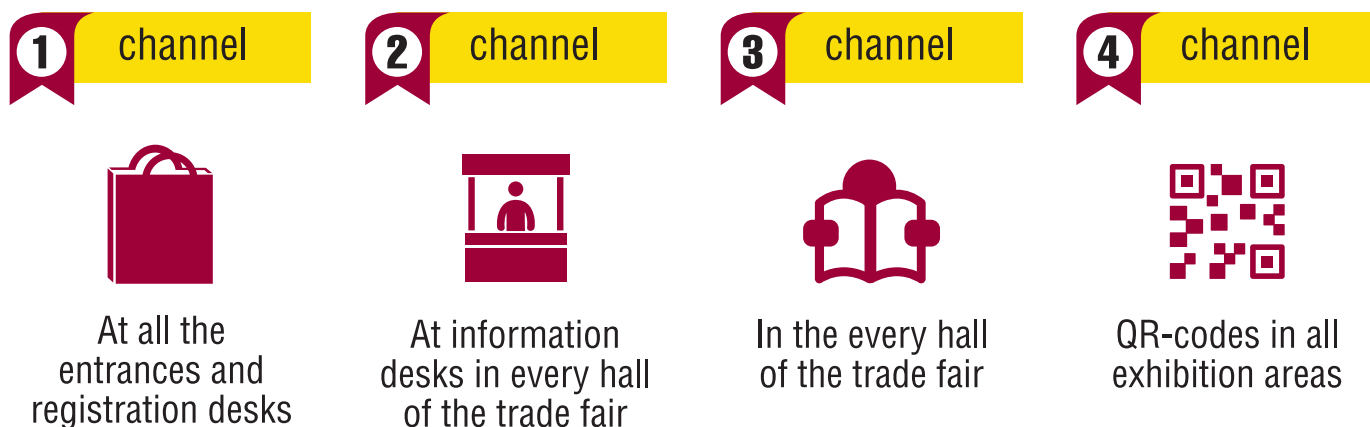 1 channel
At all the
entrances and
registration desks
2 channel
At information
desks in every hall
of the trade fair
3 channel
In the every hall
of the trade fair
4 channel
QR-codes in all
exhibition areas